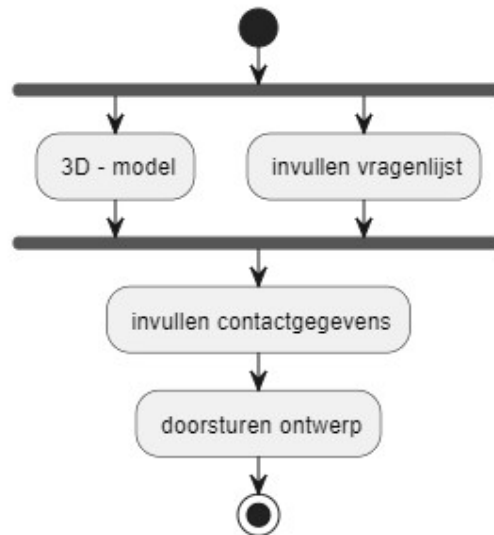 3D - model
invullen vragenlijst
invullen contactgegevens
doorsturen ontwerp